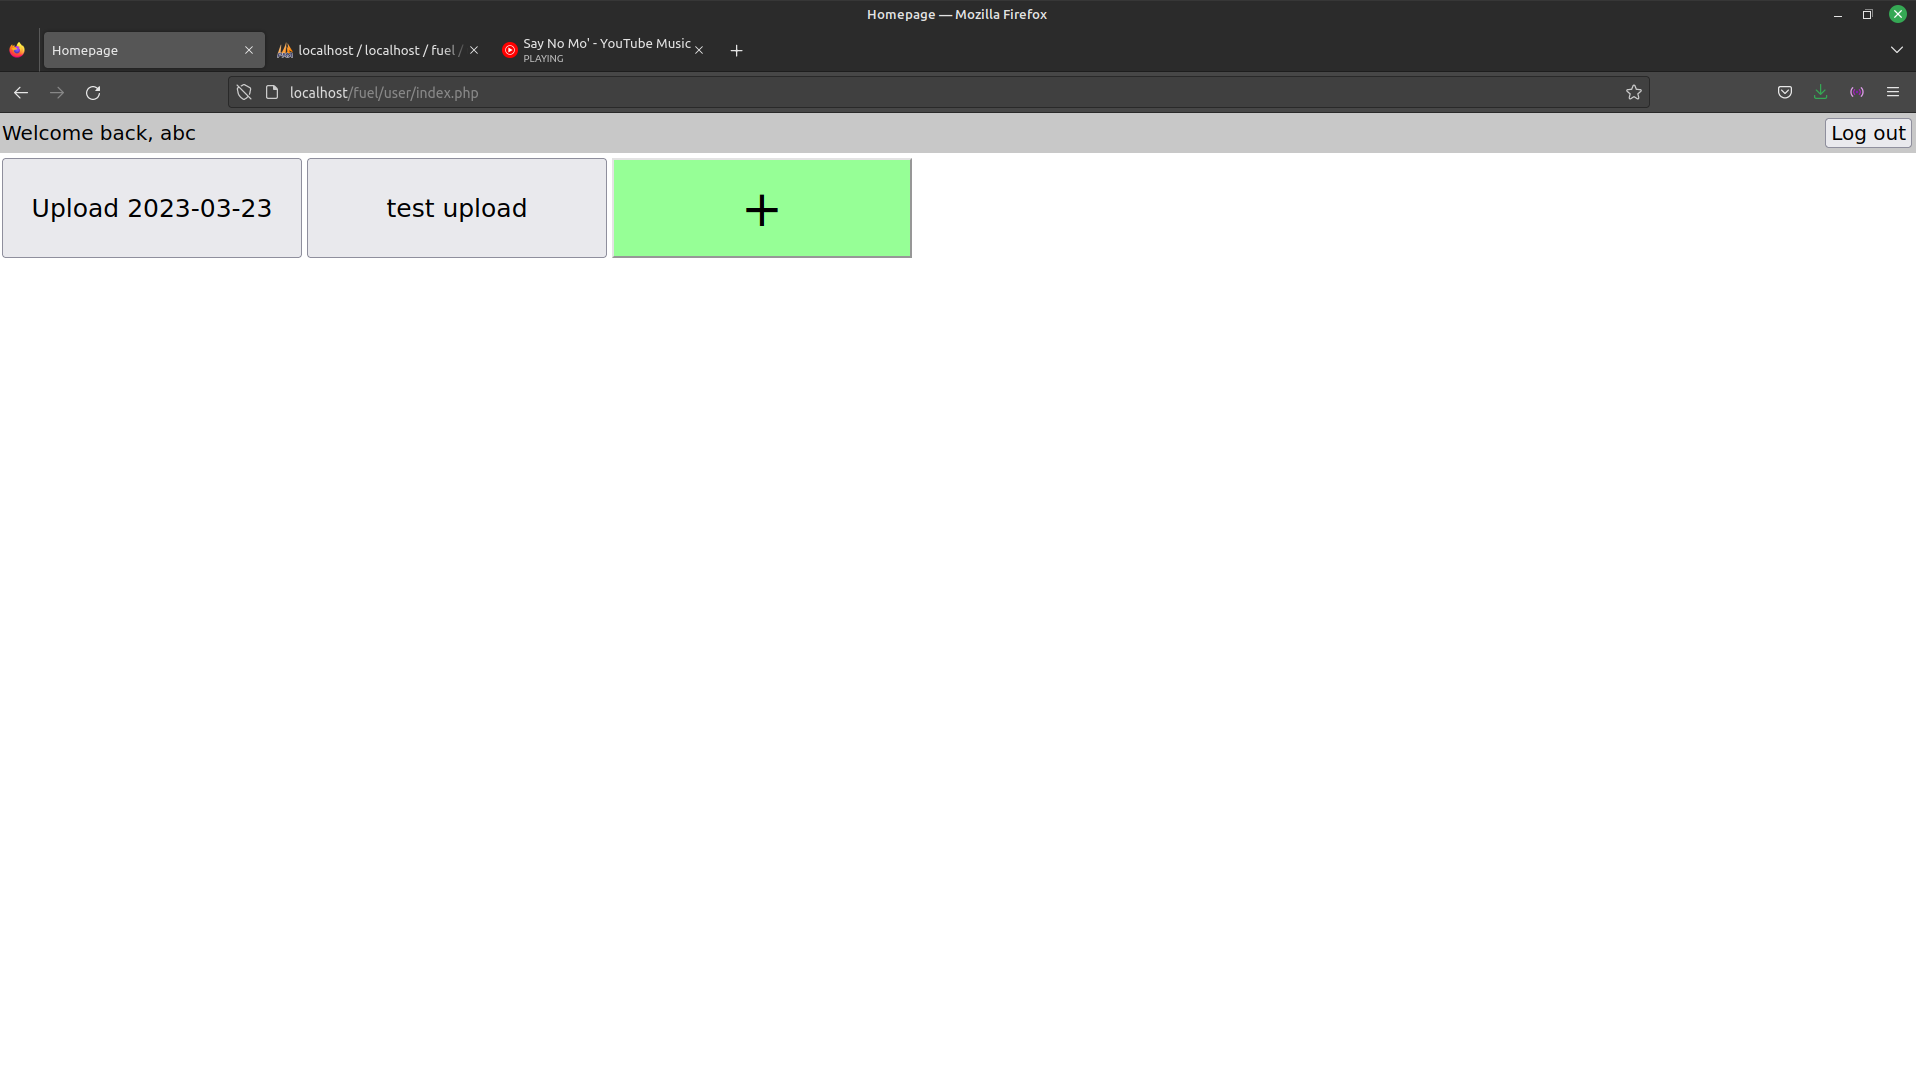 Homepage — Mozilla Firefox
Homepage
localhost / localhost / fuel /
Say No Mo' - YouTube Music
PLAYING
localhost/fuel/user/index.php
Welcome back, abc
Log out
Upload 2023-03-23
test upload
+